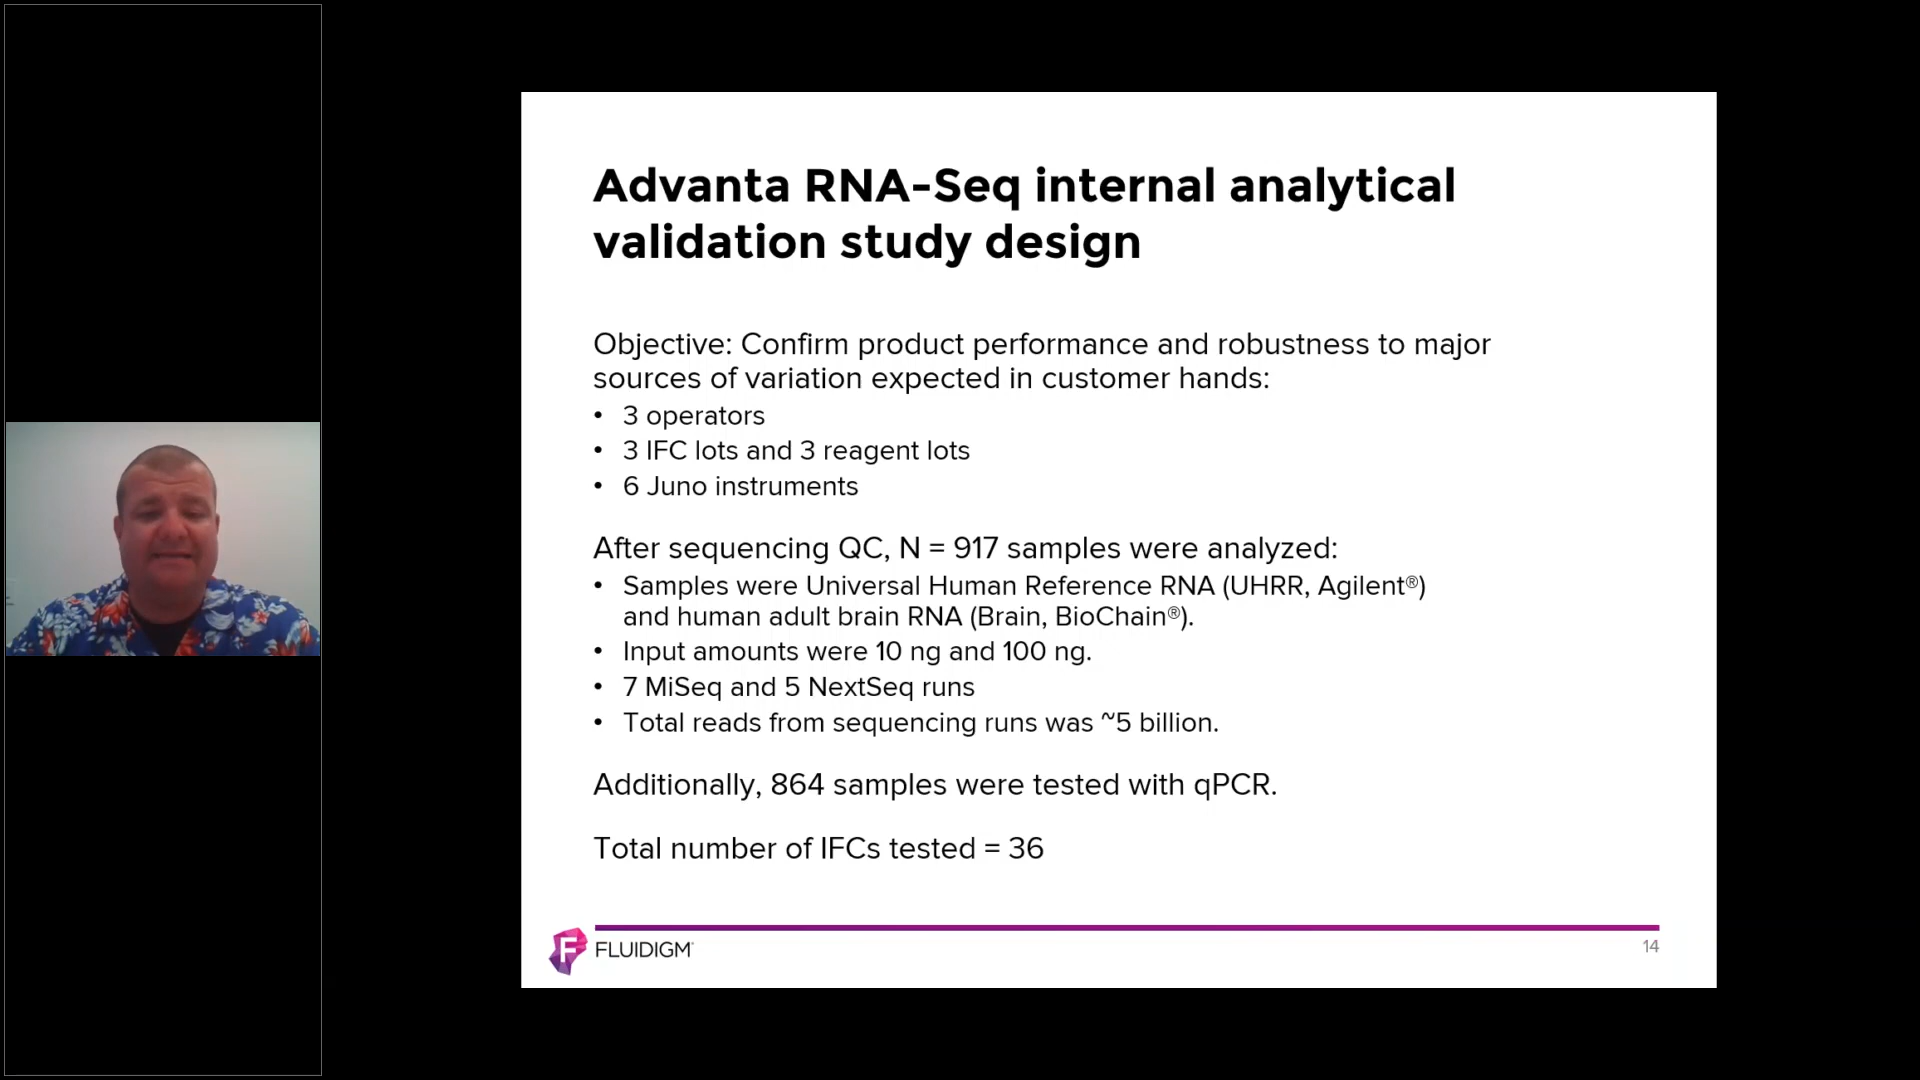 Advanta RNA-Seq internal analytical
validation study design
Objective: Confirm product performance and robustness to major
sources of variation expected in customer hands:
• 3 operators
• 3 IFC lots and 3 reagent lots
• 6 Juno instruments
After sequencing QC, N = 917 samples were analyzed:
• Samples were Universal Human Reference RNA (UHRR, Agilent®)
and human adult brain RNA (Brain, BioChain®).
• Input amounts were 10 ng and 100 ng.
• 7 MiSeq and 5 NextSeq runs
• Total reads from sequencing runs was ~5 billion.
Additionally, 864 samples were tested with qPCR.
Total number of IFCs tested = 36
F FLUIDIGM
14